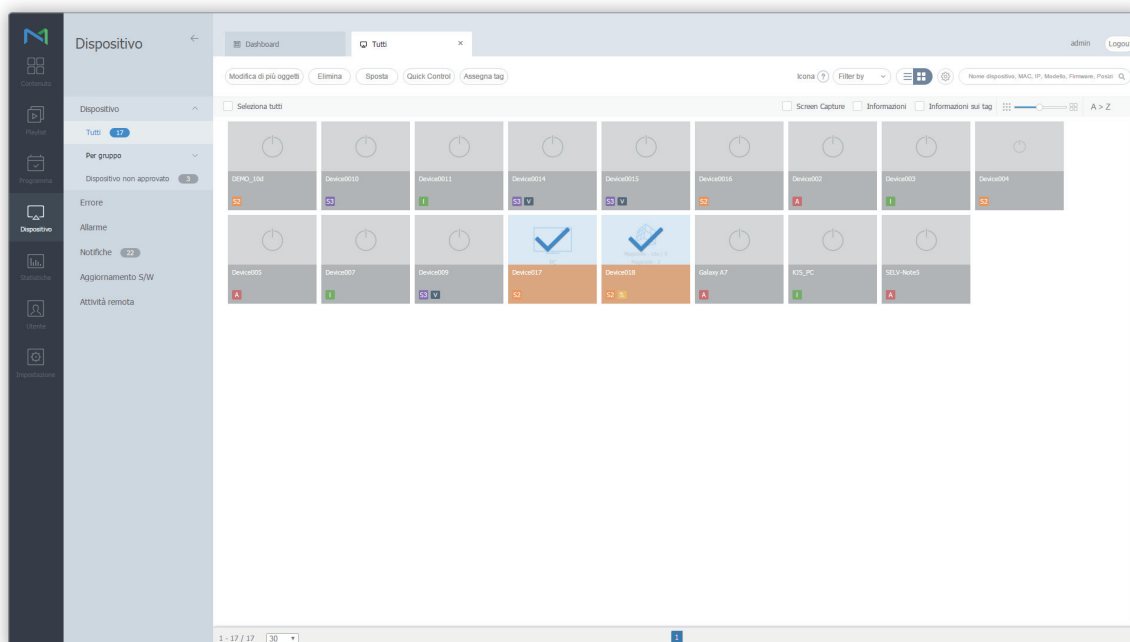 Dispositivo
Dashboard
Tutti
admin
Logout
Contenuto
Playlist
Programma
Dispositivo
Statistiche
Utente
Impostazione
Dispositivo
Tutti 17
Per gruppo
Dispositivo non approvato 3
Errore
Allarme
Notifiche 22
Aggiornamento S/W
Attività remota
Modifica di più oggetti
Elimina
Sposta
Quick Control
Assegna tag
Icona ?
Filter by
Nome dispositivo, MAC, IP, Modello, Firmware, Posizi
Seleziona tutti
Screen Capture
Informazioni
Informazioni sui tag
A > Z
DEMO_10d
S2
Device0010
S3
Device0011
I
Device0014
S3 V
Device0015
S3 V
Device0016
S2
Device002
A
Device003
I
Device004
S2
Device005
A
Device007
I
Device009
S3 V
Device017
S2
Device018
S2
Galaxy A7
A
KJS_PC
I
SELV-Note5
A
1 - 17 / 17
30
1